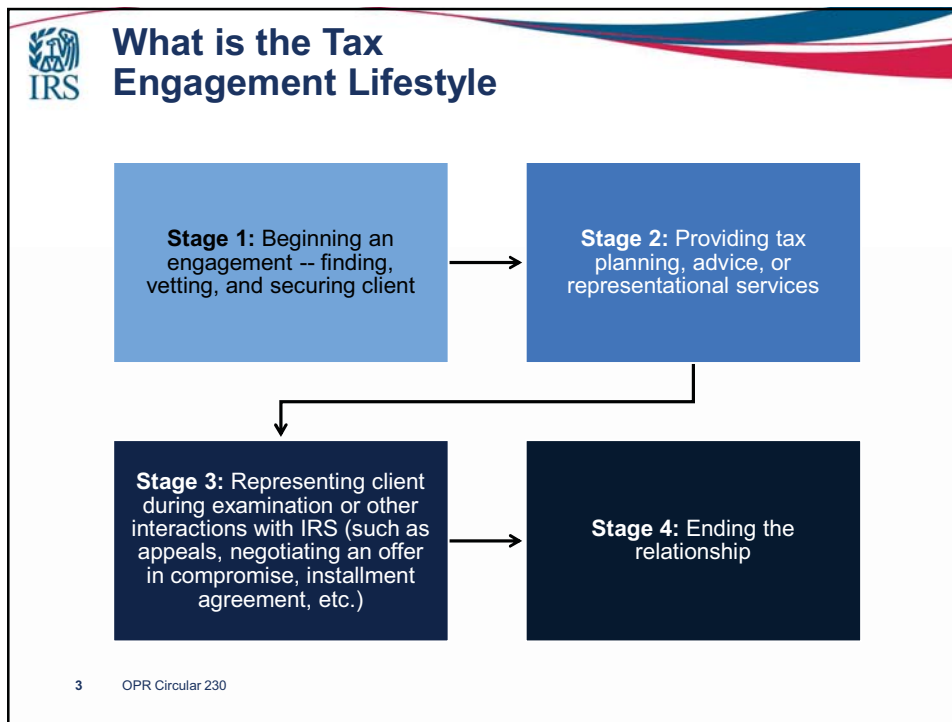 IRS
What is the Tax
Engagement Lifestyle
Stage 1: Beginning an
engagement -- finding,
vetting, and securing client
Stage 2: Providing tax
planning, advice, or
representational services
Stage 3: Representing client
during examination or other
interactions with IRS (such as
appeals, negotiating an offer
in compromise, installment
agreement, etc.)
Stage 4: Ending the
relationship
3 OPR Circular 230